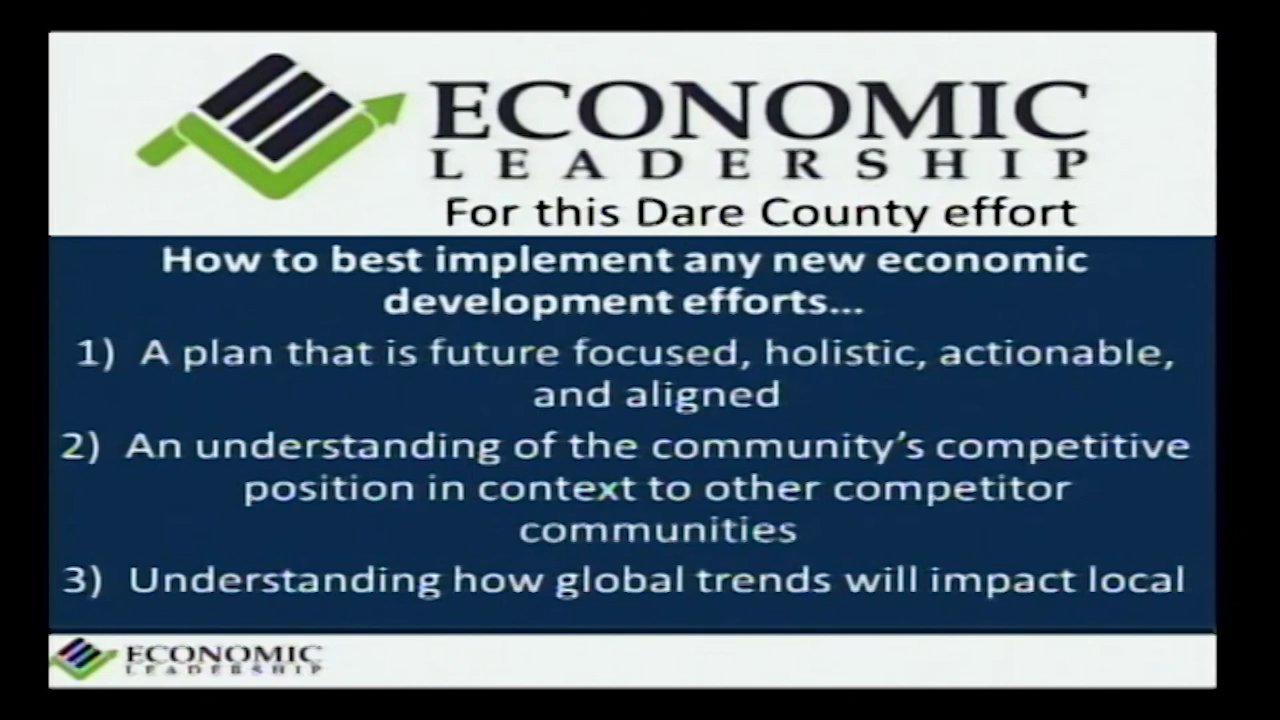 ECONOMIC
LEADERSHIP
For this Dare County effort
How to best implement any new economic
development efforts...
1) A plan that is future focused, holistic, actionable,
and aligned
2) An understanding of the community's competitive
position in context to other competitor
communities
3) Understanding how global trends will impact local
ECONOMIC
LEADERSHIP